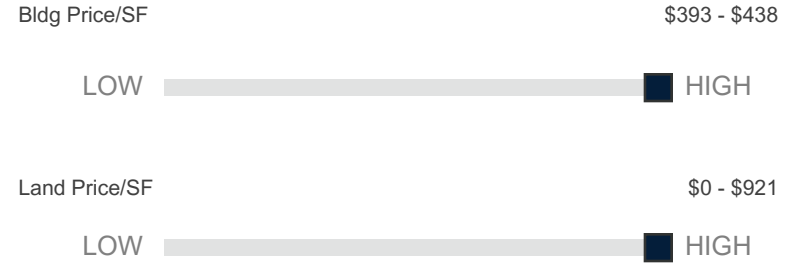 Bldg Price/SF $393 - $438
LOW HIGH
Land Price/SF $0 - $921
LOW HIGH